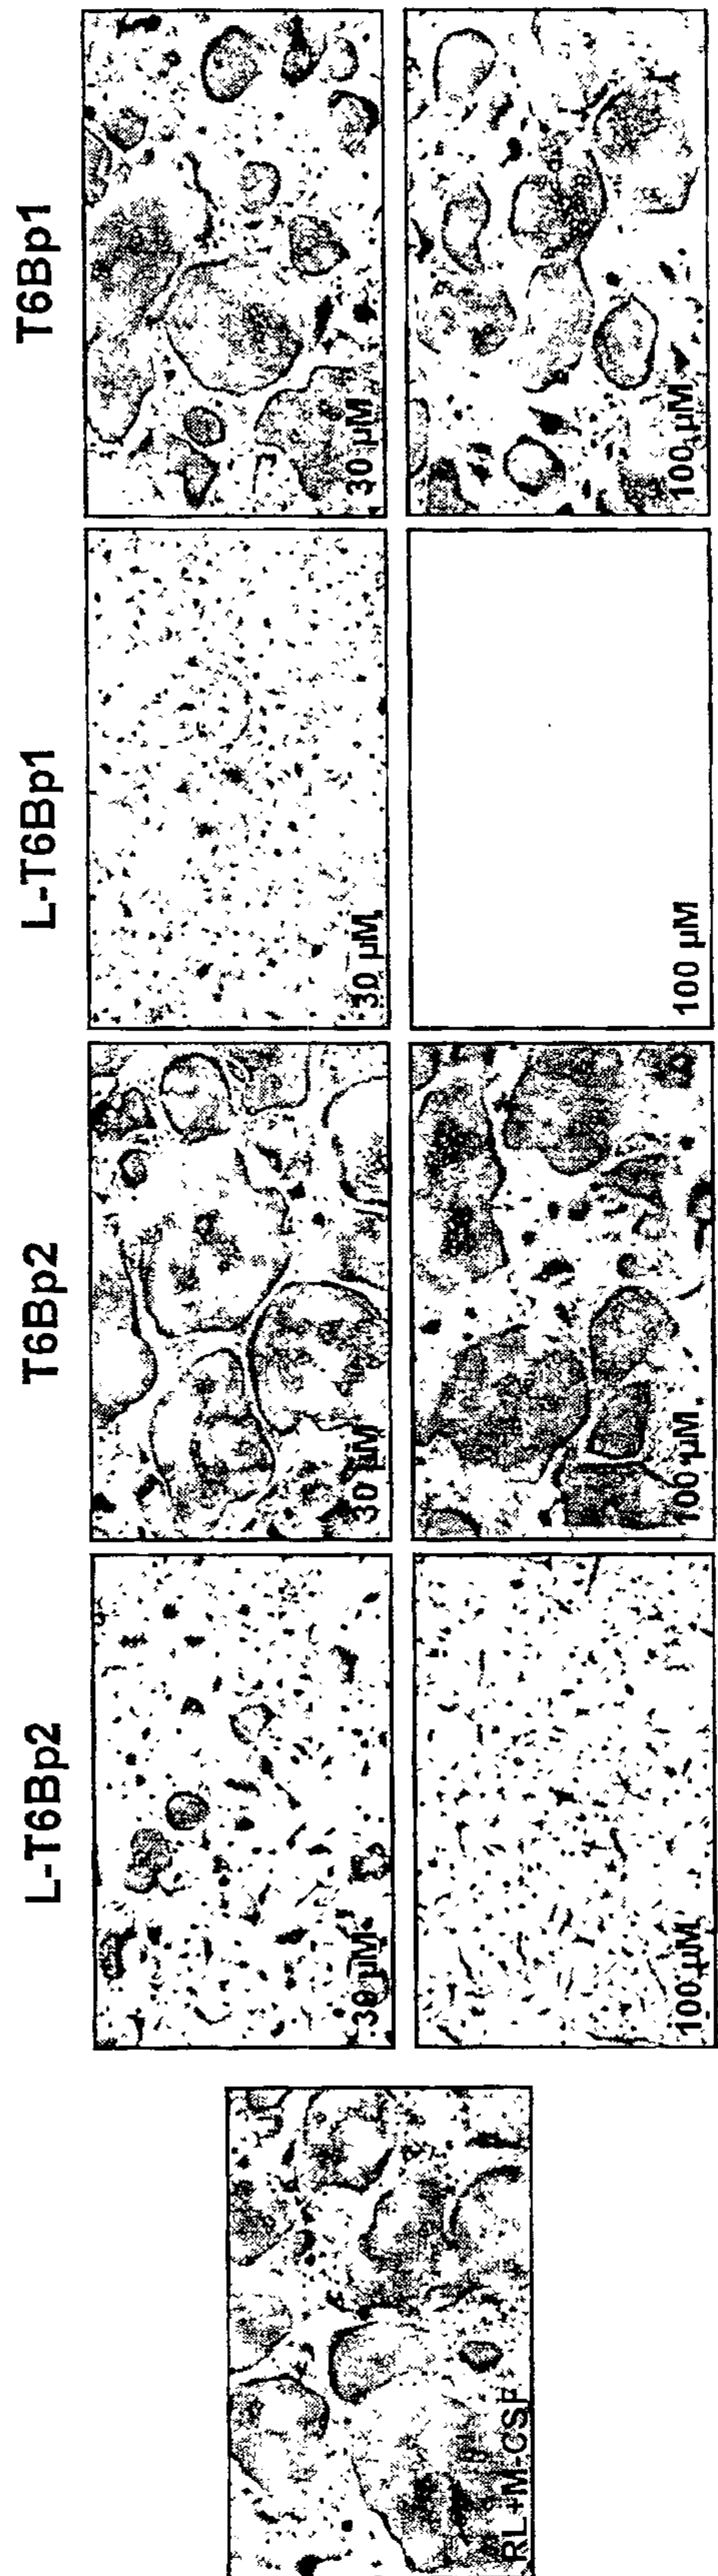 T6Bp1
30 µM
100 µM
L-T6Bp1
30 µM
100 µM
T6Bp2
30 µM
100 µM
L-T6Bp2
30 µM
100 µM
RL+M-CSF